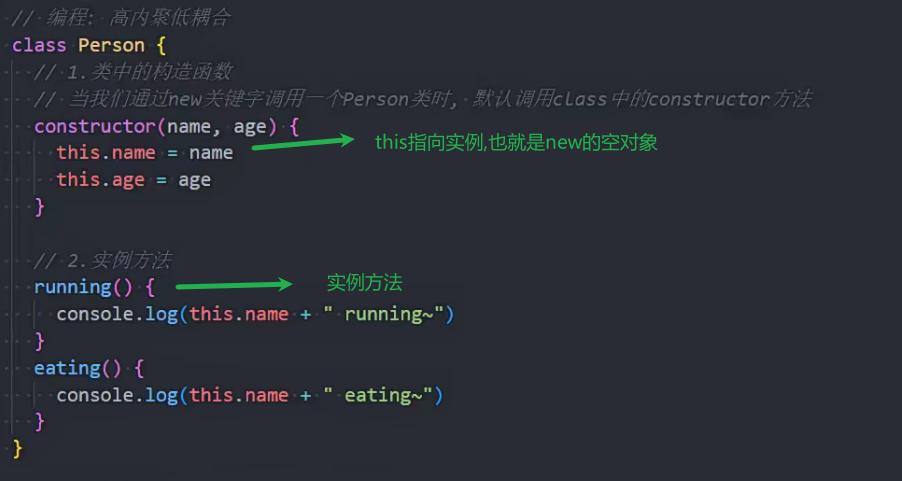 // 编程: 高内聚低耦合
class Person {
// 1.类中的构造函数
// 当我们通过new关键字调用一个Person类时, 默认调用class中的constructor方法
constructor(name, age) {
this.name = name
this指向实例,也就是new的空对象
this.age = age
}
// 2.实例方法
running() {
实例方法
console.log(this.name + " running~")
}
eating() {
console.log(this.name + " eating~")
}
}